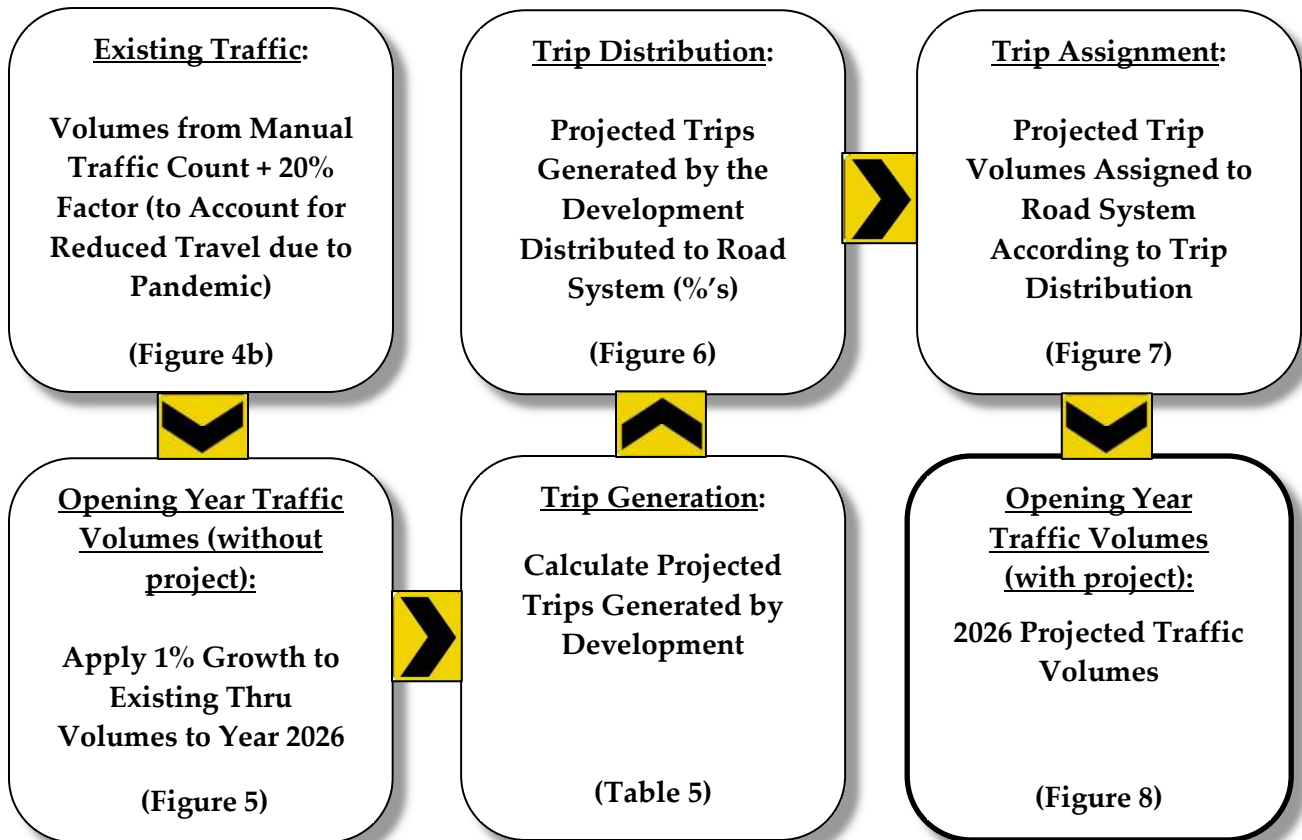 Existing Traffic:
Volumes from Manual
Traffic Count + 20%
Factor (to Account for
Reduced Travel due to
Pandemic)
(Figure 4b)
Opening Year Traffic
Volumes (without
project):
Apply 1% Growth to
Existing Thru
Volumes to Year 2026
(Figure 5)
Trip Generation:
Calculate Projected
Trips Generated by
Development
(Table 5)
Trip Distribution:
Projected Trips
Generated by the
Development
Distributed to Road
System (%’s)
(Figure 6)
Trip Assignment:
Projected Trip
Volumes Assigned to
Road System
According to Trip
Distribution
(Figure 7)
Opening Year
Traffic Volumes
(with project):
2026 Projected Traffic
Volumes
(Figure 8)